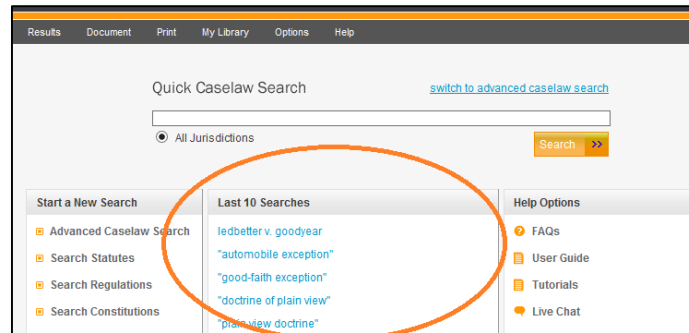 Results Document Print My Library Options Help
Quick Caselaw Search switch to advanced caselaw search
All Jurisdictions
Search >>
Start a New Search Last 10 Searches Help Options
Advanced Caselaw Search ledbetter v. goodyear FAQs
Search Statutes "automobile exception" User Guide
Search Regulations "good-faith exception" Tutorials
Search Constitutions "doctrine of plain view" Live Chat
"plain view doctrine"